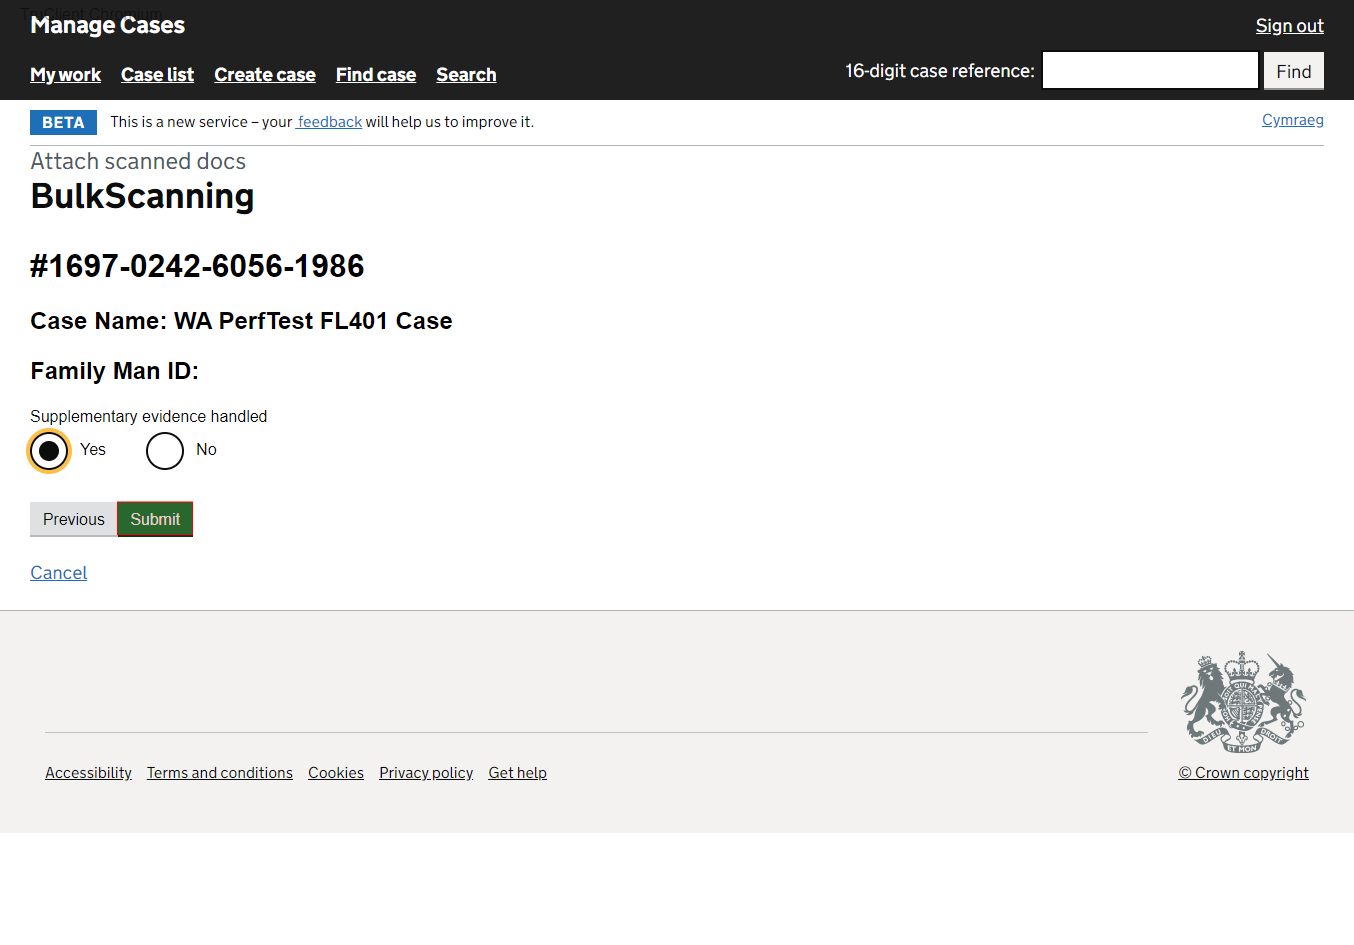 TruClient Chromium
Manage Cases
Sign out
My work Case list Create case Find case Search
16-digit case reference: Find
BETA This is a new service – your feedback will help us to improve it.
Cymraeg
Attach scanned docs
BulkScanning
#1697-0242-6056-1986
Case Name: WA PerfTest FL401 Case
Family Man ID:
Supplementary evidence handled
Yes No
Previous Submit
Cancel
DIEU ET MON DROIT
Accessibility Terms and conditions Cookies Privacy policy Get help
© Crown copyright